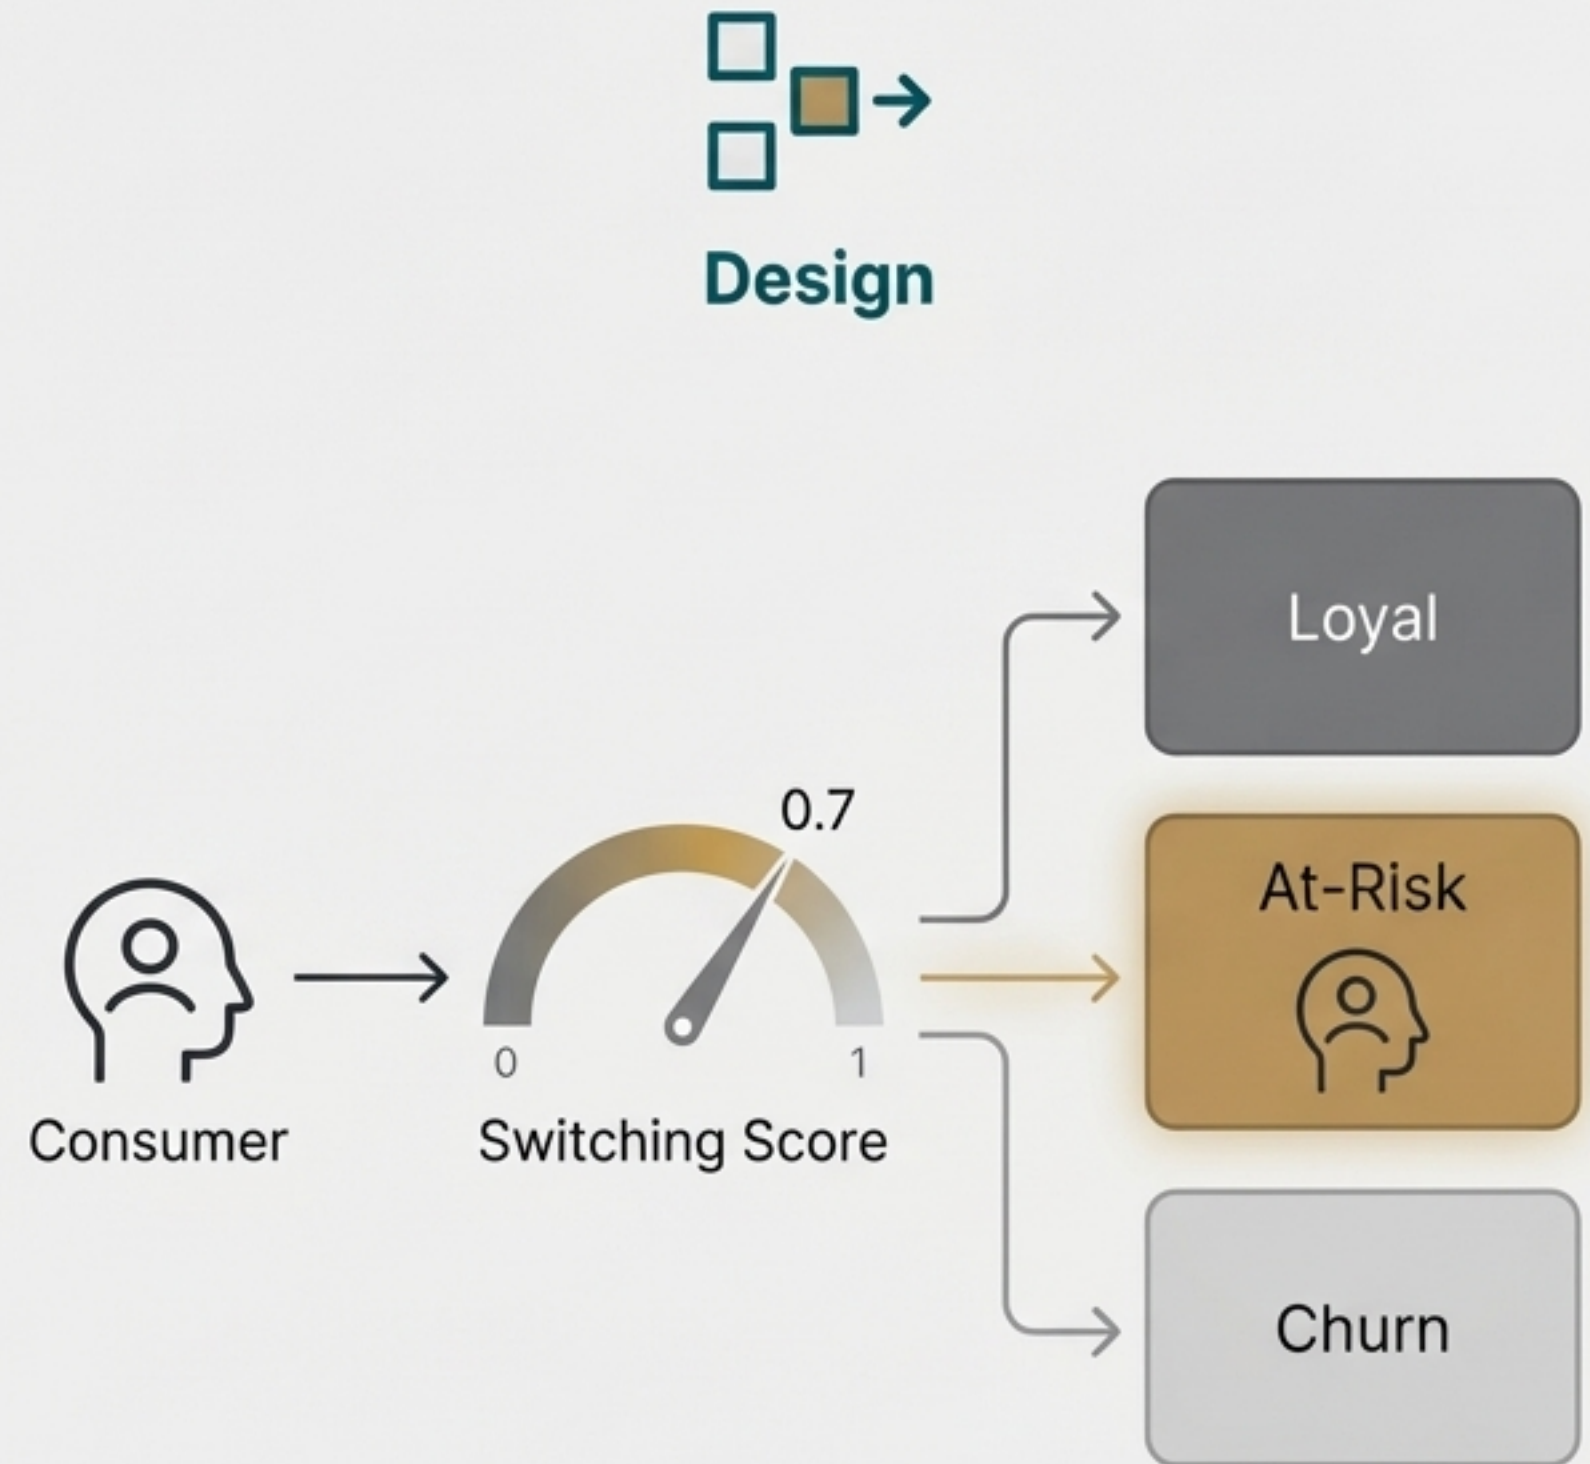 Design
Loyal
0.7
At-Risk
0
1
Consumer
Switching Score
Churn